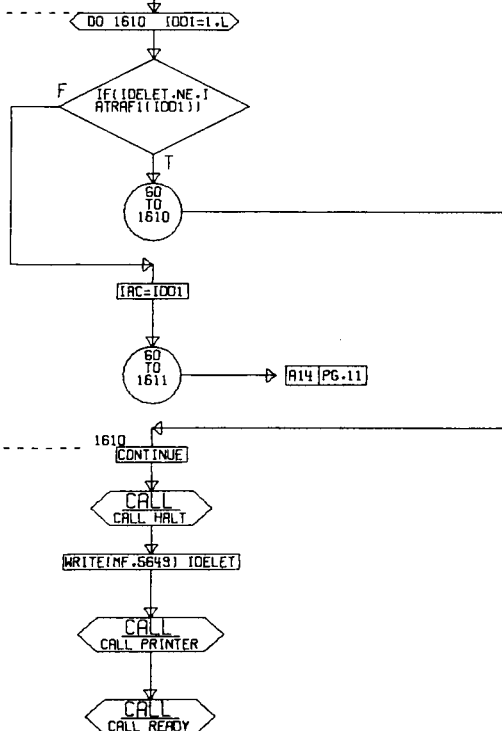 DO 1610 IDD1=1.L
IF(IDELET.NE.I
ATRAF1(IDD1))
F
T
GO
TO
1610
IAC=IDD1
GO
TO
1611
A14 PG.11
1610
CONTINUE
CALL
CALL HALT
WRITE(MF.5649) IDELET
CALL
CALL PRINTER
CALL
CALL READY